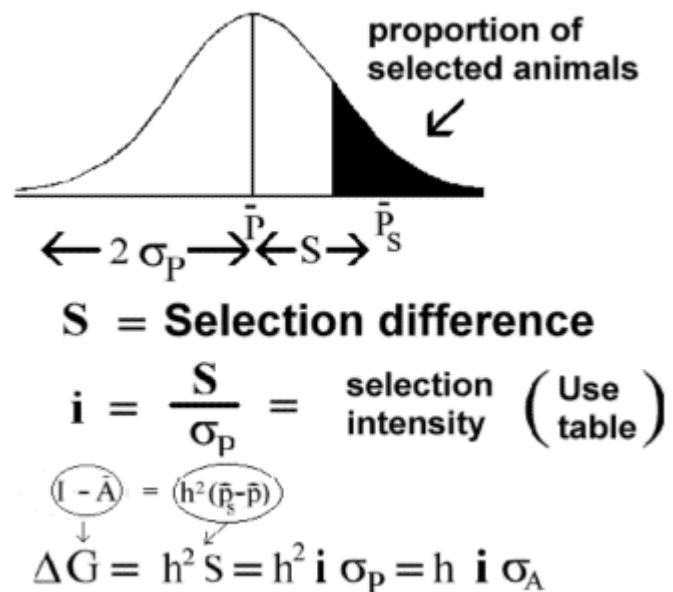 proportion of
selected animals
P̄ P̄s
← 2 σP → ← S →
S = Selection difference
i = S / σp = selection intensity (Use table)
I - Ā = h²(p̄s-p̄)
ΔG = h² S = h² i σP = h i σA